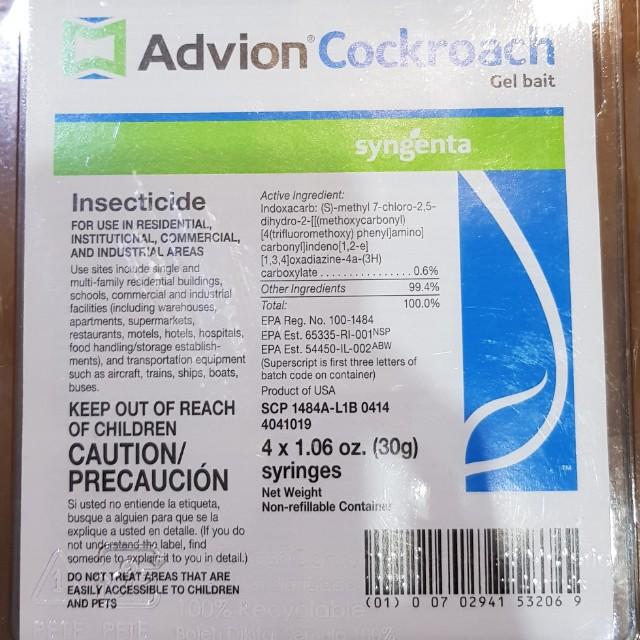 Advion® Cockroach
Gel bait
syngenta
Insecticide
FOR USE IN RESIDENTIAL,
INSTITUTIONAL, COMMERCIAL,
AND INDUSTRIAL AREAS
Use sites include single and
multi-family residential buildings,
schools, commercial and industrial
facilities (including warehouses,
apartments, supermarkets,
restaurants, motels, hotels, hospitals,
food handling/storage establish-
ments), and transportation equipment
such as aircraft, trains, ships, boats,
buses.
KEEP OUT OF REACH
OF CHILDREN
CAUTION/
PRECAUCIÓN
Si usted no entiende la etiqueta,
busque a alguien para que se la
explique a usted en detalle. (If you do
not understand the label, find
someone to explain it to you in detail.)
DO NOT TREAT AREAS THAT ARE
EASILY ACCESSIBLE TO CHILDREN
AND PETS
Active Ingredient:
Indoxacarb: (S)-methyl 7-chloro-2,5-
dihydro-2-[[(methoxycarbonyl)
[4(trifluoromethoxy) phenyl]amino]
carbonyl]indeno[1,2-e]
[1,3,4]oxadiazine-4a-(3H)
carboxylate . . . . . . . . . . . . . . . 0.6%
Other Ingredients 99.4%
Total: 100.0%
EPA Reg. No. 100-1484
EPA Est. 65335-RI-001NSP
EPA Est. 54450-IL-002ABW
(Superscript is first three letters of
batch code on container)
Product of USA
SCP 1484A-L1B 0414
4041019
4 x 1.06 oz. (30g)
syringes
Net Weight
Non-refillable Container
TM
(01) 0 07 02941 53206 9
100% Recyclable
PETE PETE